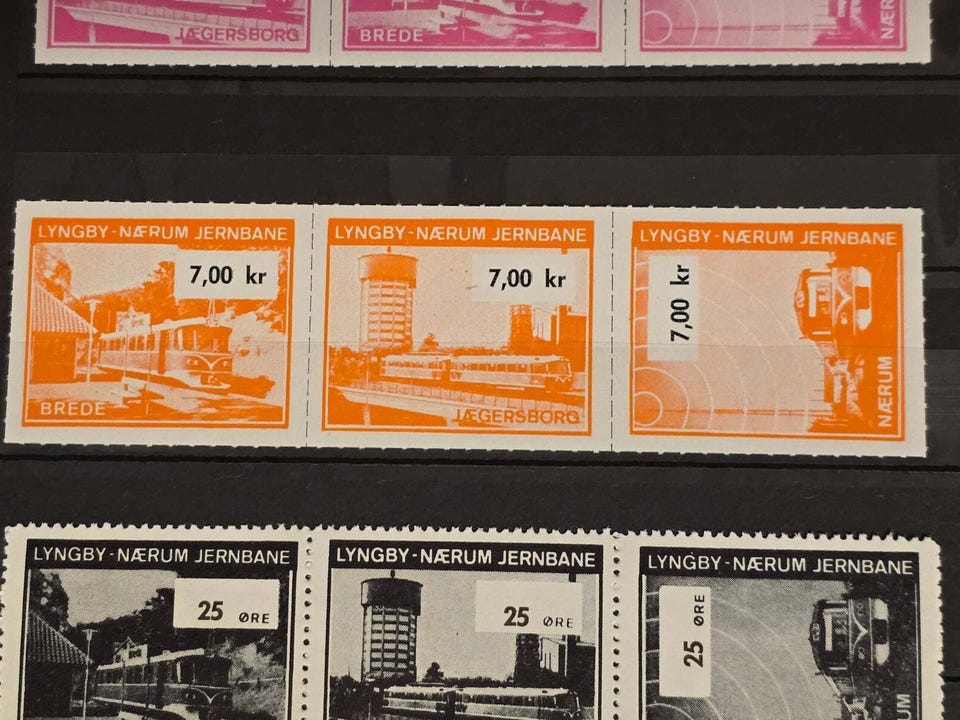 JÆGERSBORG
BREDE
NÆR
LYNGBY-NÆRUM JERNBANE
7,00 kr
BREDE
LYNGBY-NÆRUM JERNBANE
7,00 kr
JÆGERSBORG
LYNGBY-NÆRUM JERNBANE
7,00 kr
NÆRUM
LYNGBY-NÆRUM JERNBANE
25 ØRE
LYNGBY-NÆRUM JERNBANE
25 ØRE
LYNGBY-NÆRUM JERNBANE
25 ØRE
UM